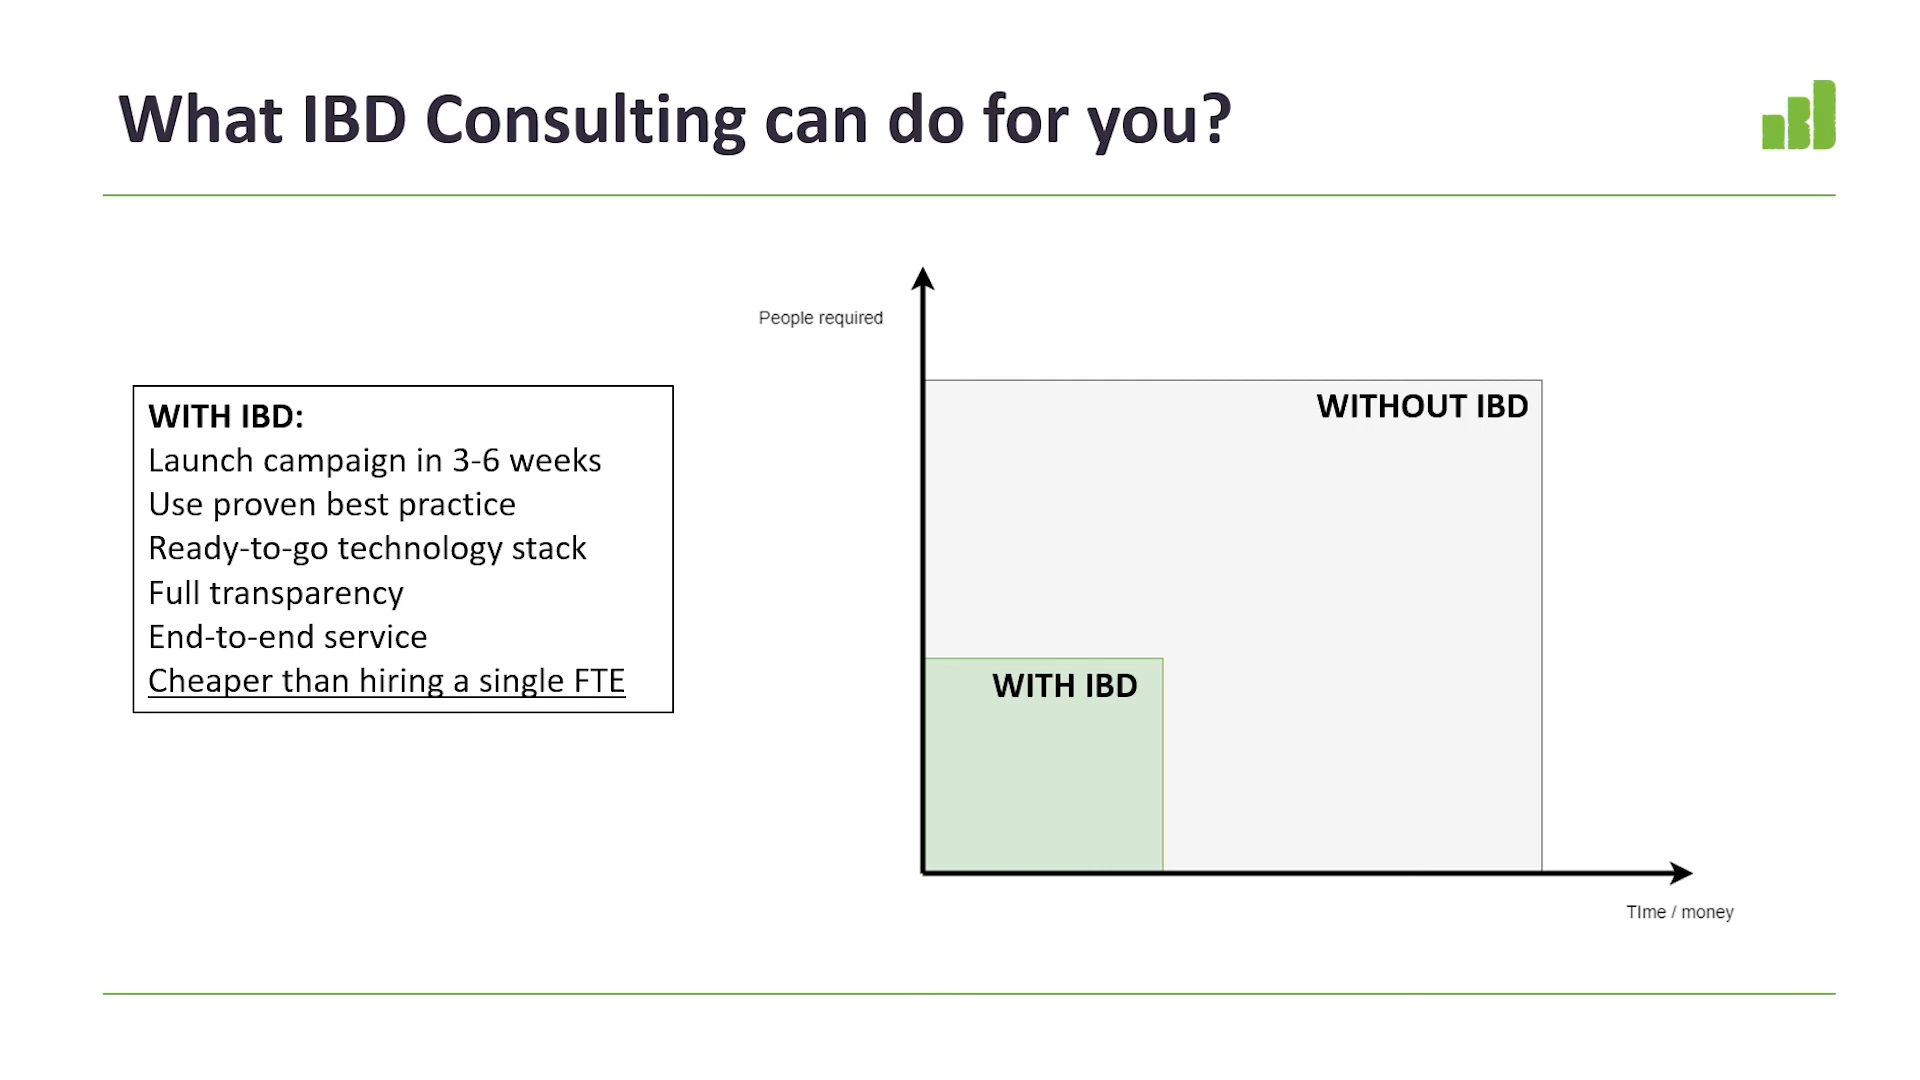 What IBD Consulting can do for you?
IBD
People required
WITHOUT IBD
WITH IBD:
Launch campaign in 3-6 weeks
Use proven best practice
Ready-to-go technology stack
Full transparency
End-to-end service
Cheaper than hiring a single FTE
WITH IBD
TIme / money